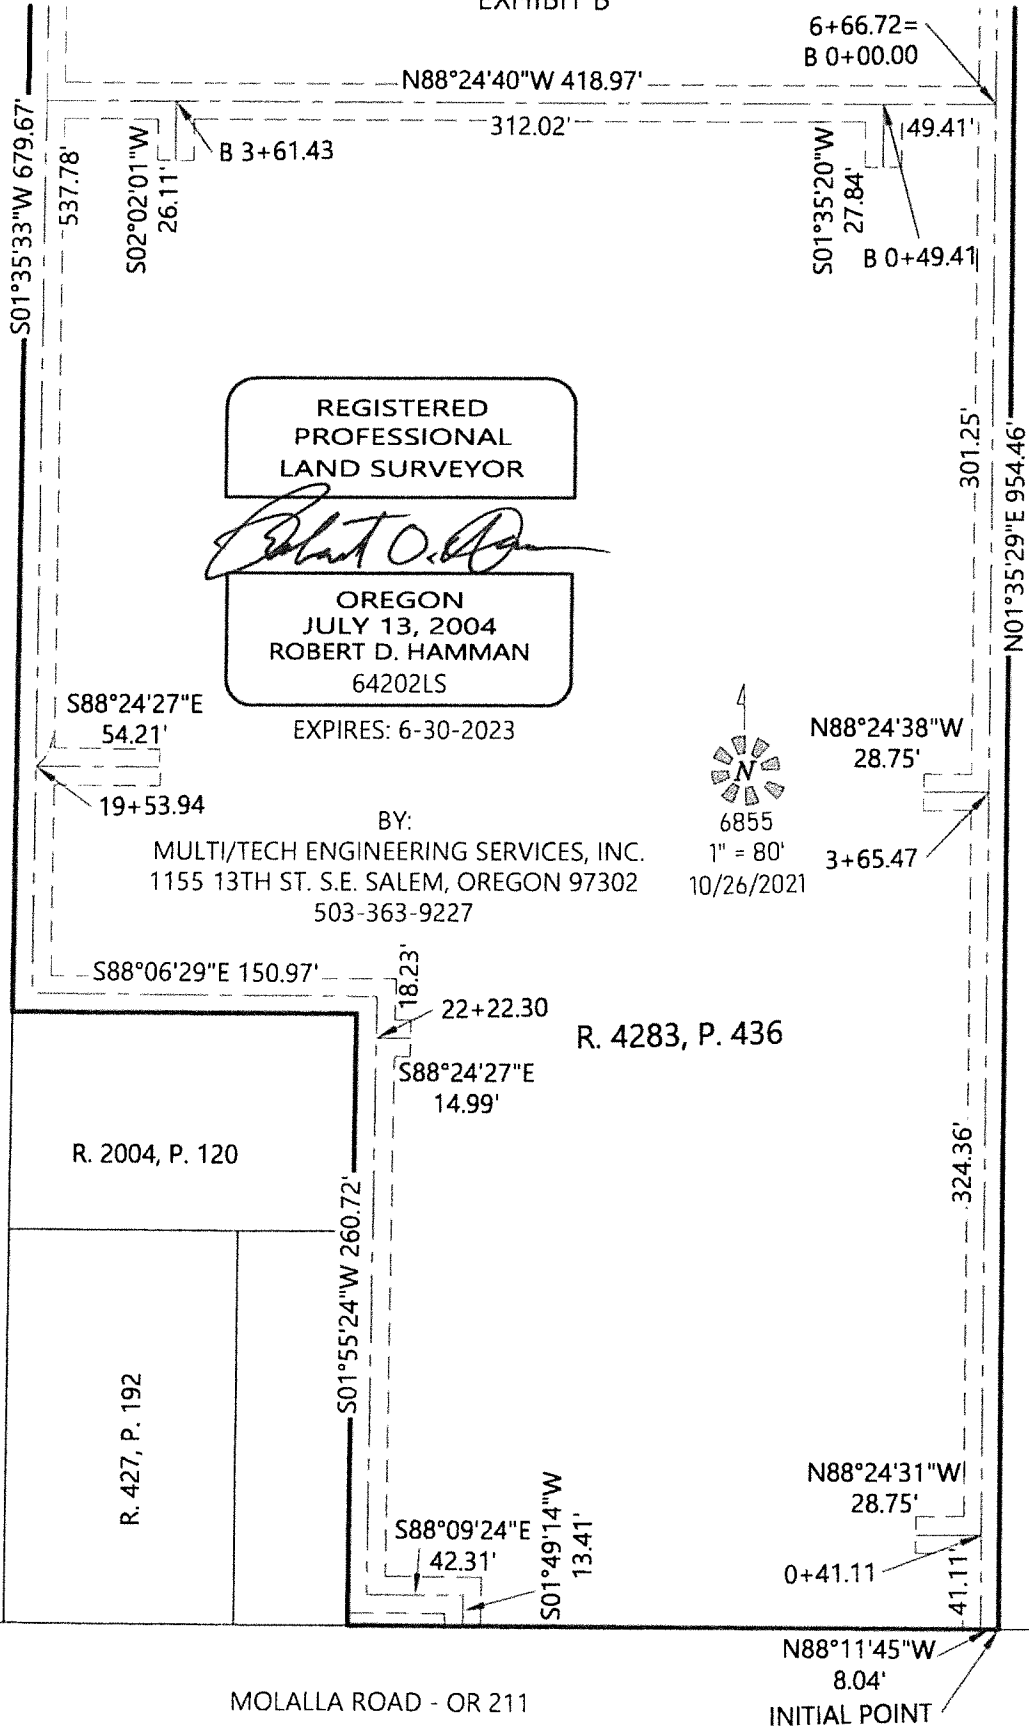 EXHIBIT B
6+66.72=
B 0+00.00
N88°24'40"W 418.97'
312.02'
49.41'
B 3+61.43
S01°35'33"W 679.67'
537.78'
S02°02'01"W
26.11'
S01°35'20"W
27.84'
B 0+49.41
REGISTERED
PROFESSIONAL
LAND SURVEYOR
OREGON
JULY 13, 2004
ROBERT D. HAMMAN
64202LS
EXPIRES: 6-30-2023
301.25'
N01°35'29"E 954.46'
S88°24'27"E
54.21'
19+53.94
N88°24'38"W
28.75'
3+65.47
N
6855
1" = 80'
10/26/2021
BY:
MULTI/TECH ENGINEERING SERVICES, INC.
1155 13TH ST. S.E. SALEM, OREGON 97302
503-363-9227
S88°06'29"E 150.97'
18.23'
22+22.30
S88°24'27"E
14.99'
R. 4283, P. 436
R. 2004, P. 120
324.36'
S01°55'24"W 260.72'
R. 427, P. 192
S88°09'24"E
42.31'
S01°49'14"W
13.41'
N88°24'31"W
28.75'
0+41.11
41.11'
N88°11'45"W
8.04'
INITIAL POINT
MOLALLA ROAD - OR 211